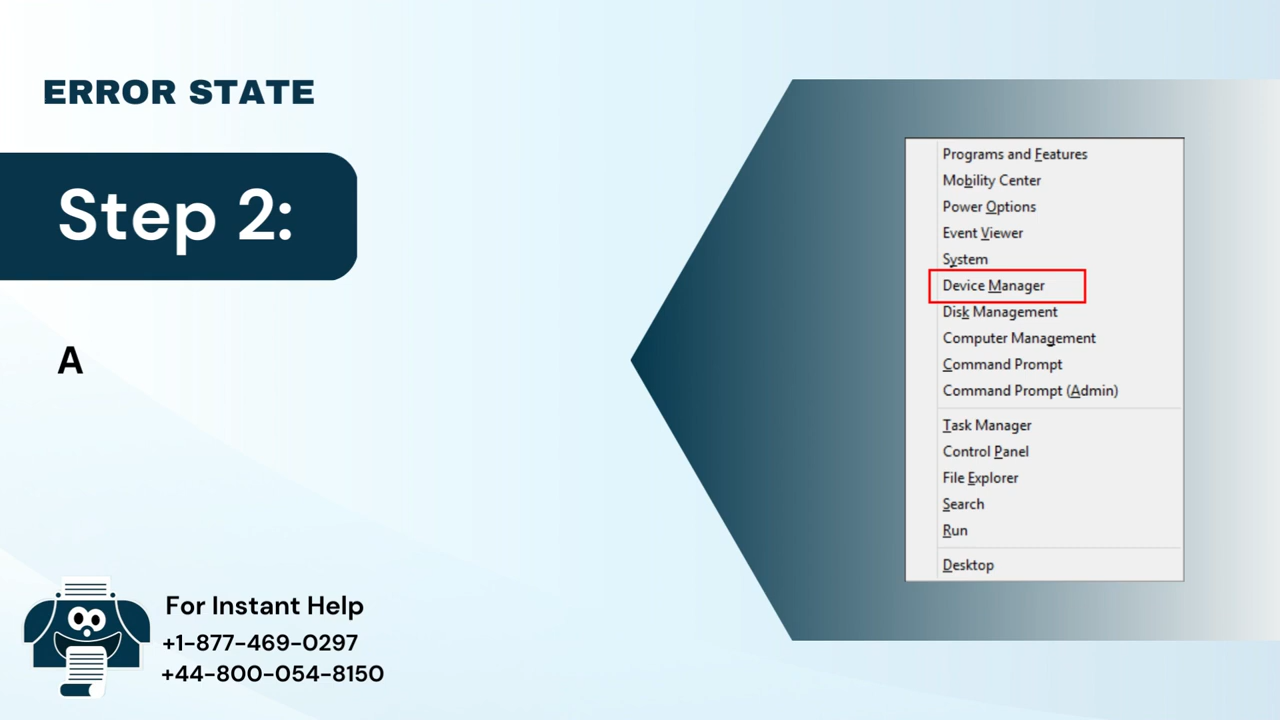 ERROR STATE
Step 2:
A
Programs and Features
Mobility Center
Power Options
Event Viewer
System
Device Manager
Disk Management
Computer Management
Command Prompt
Command Prompt (Admin)
Task Manager
Control Panel
File Explorer
Search
Run
Desktop
For Instant Help
+1-877-469-0297
+44-800-054-8150